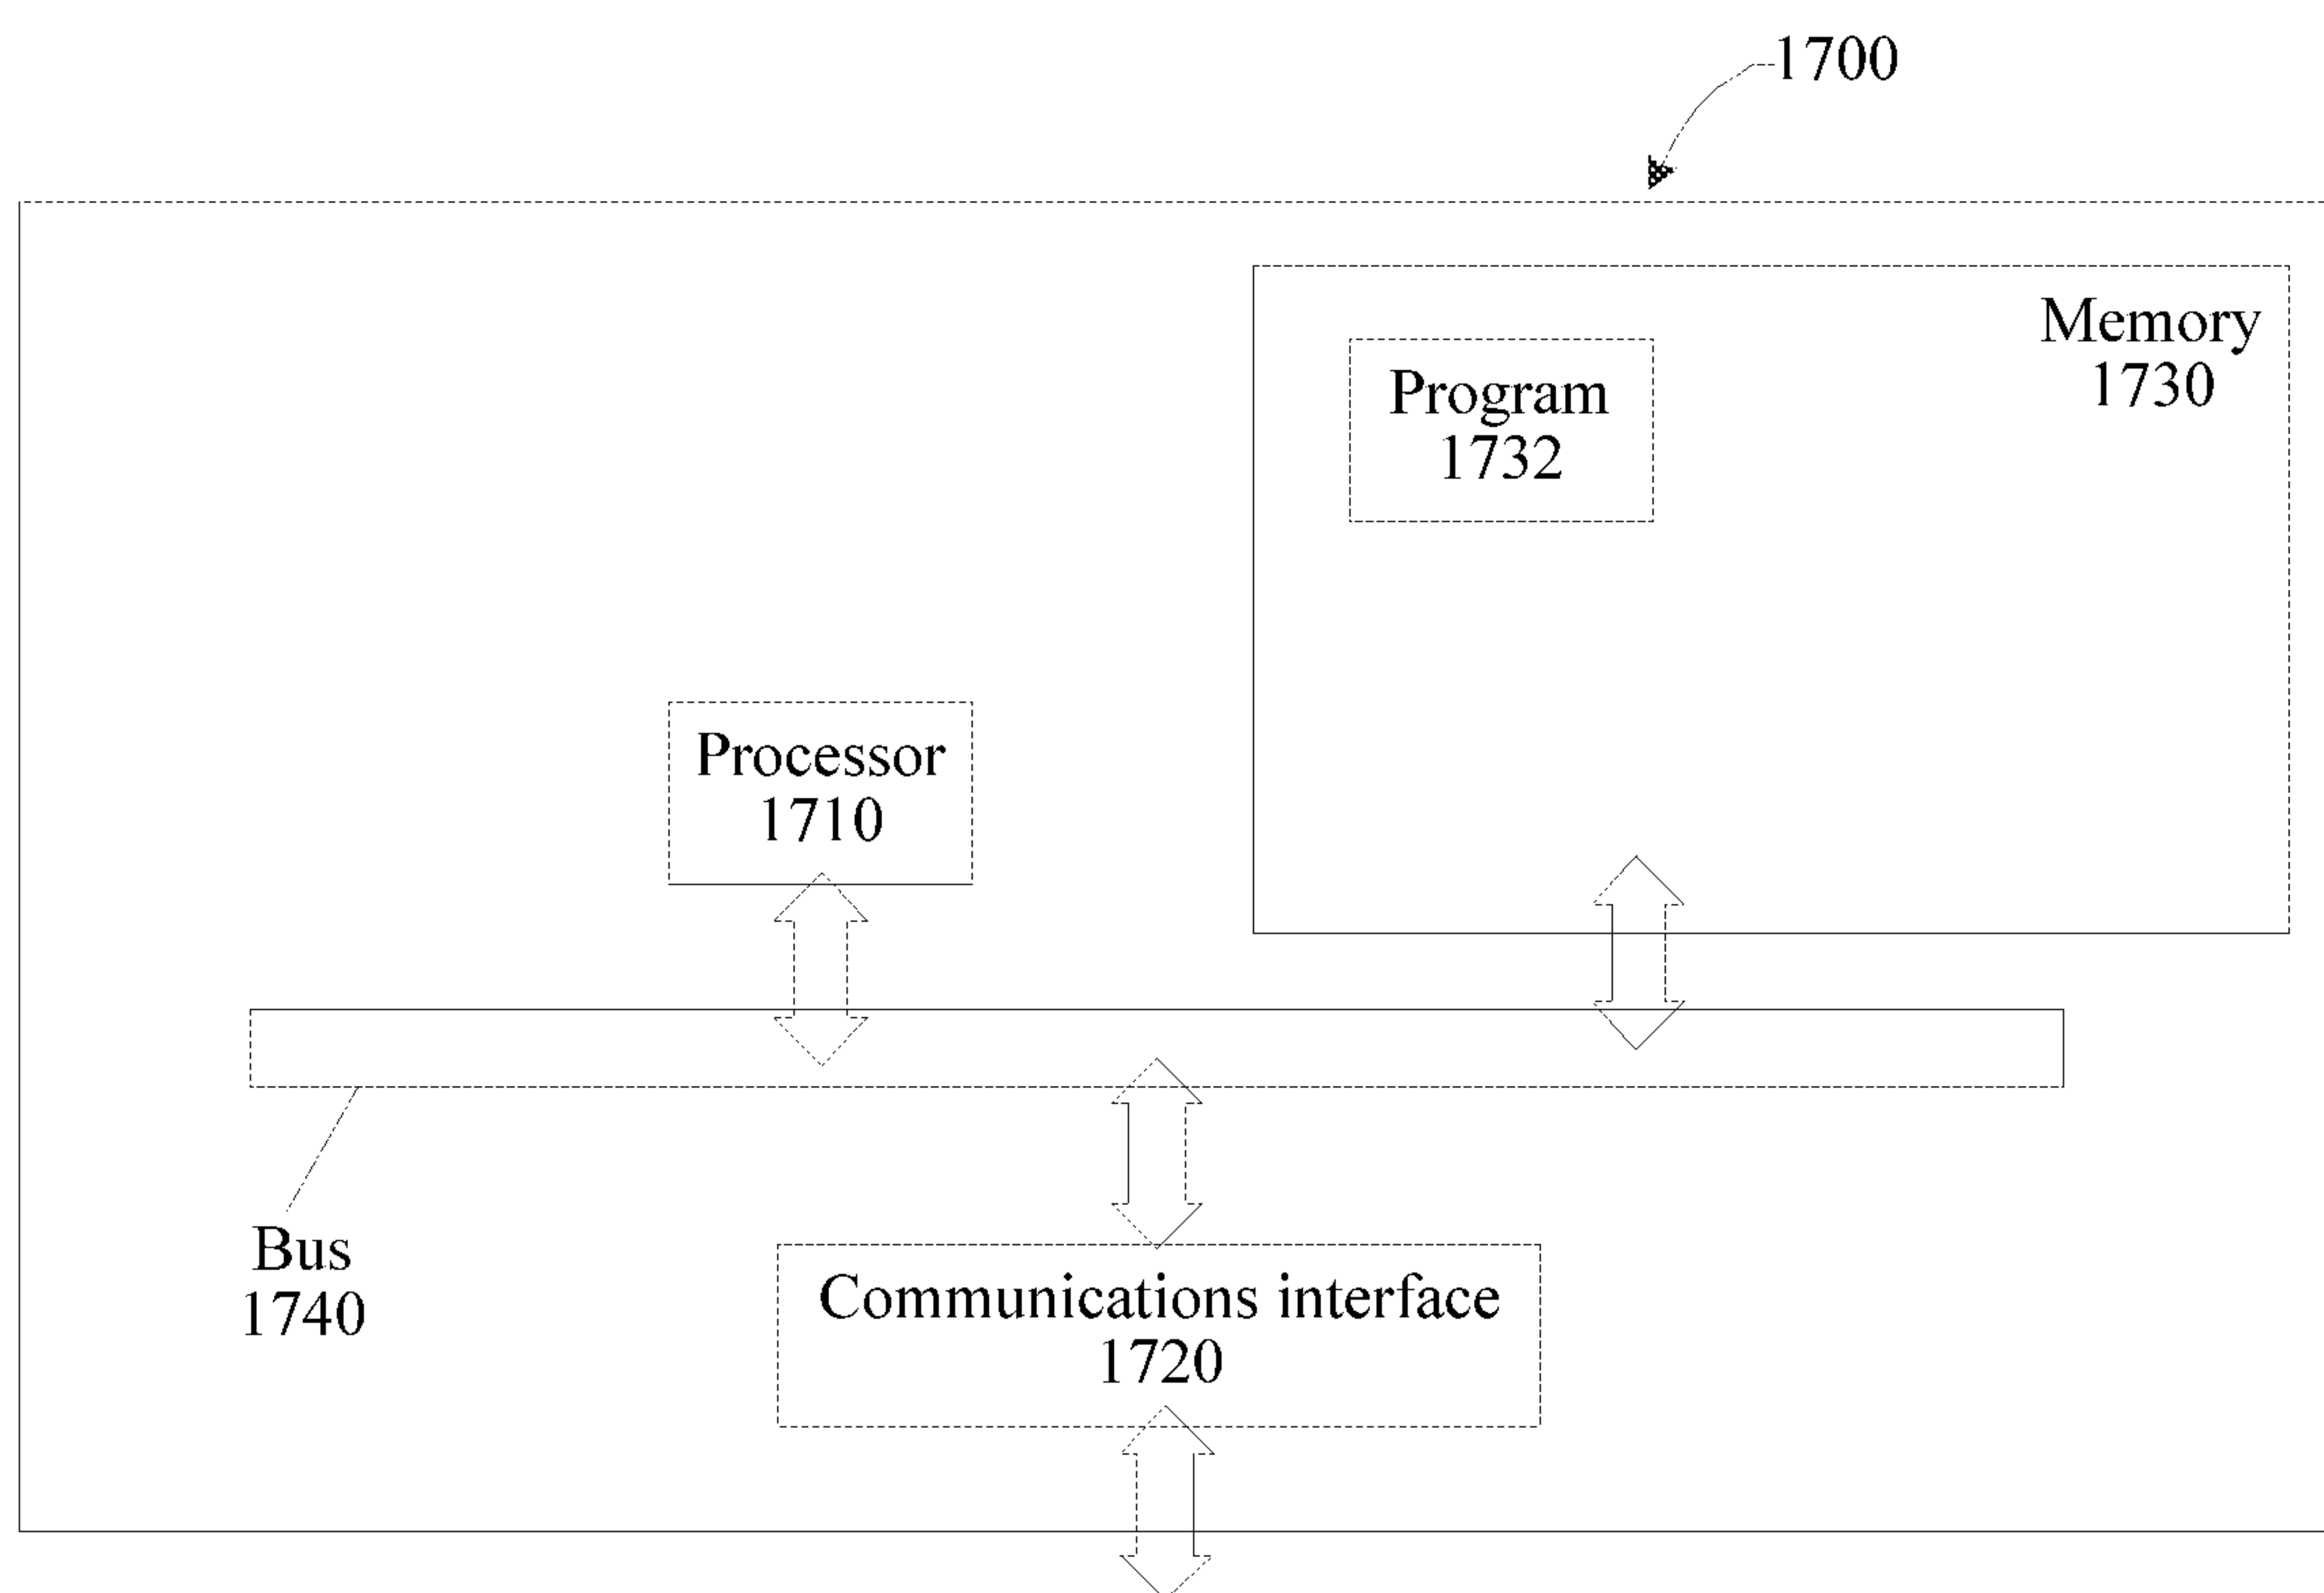 1700
Memory
1730
Program
1732
Processor
1710
Bus
1740
Communications interface
1720